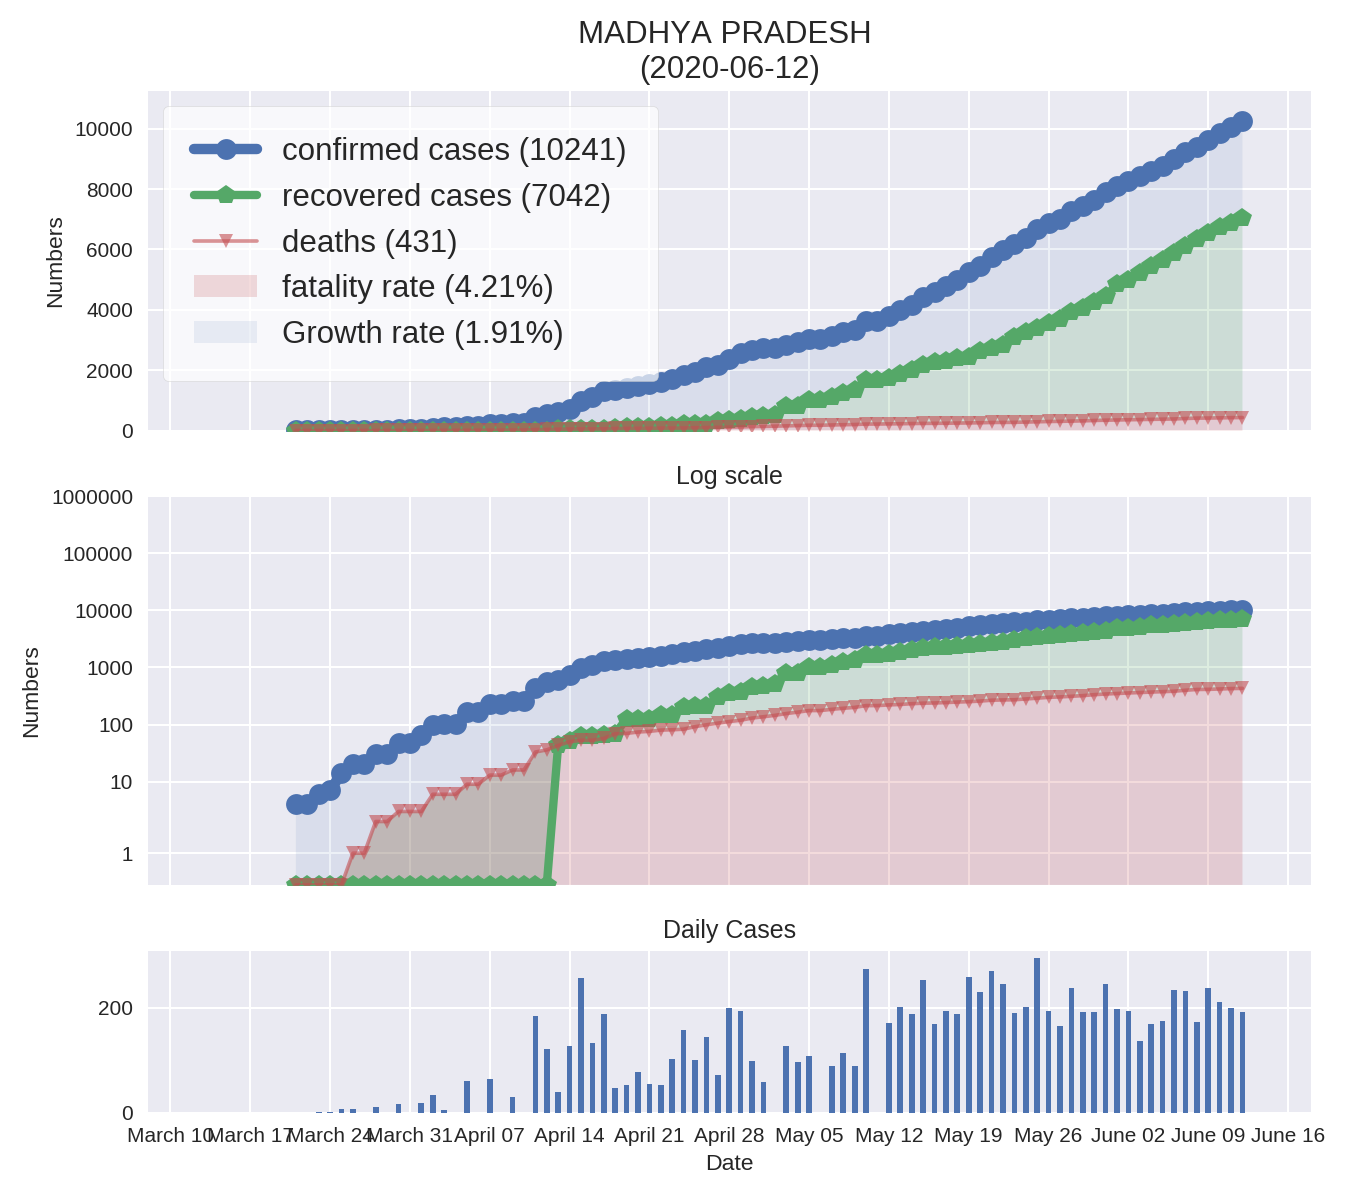 MADHYA PRADESH
(2020-06-12)
10000
8000
6000
4000
2000
0
Numbers
confirmed cases (10241)
recovered cases (7042)
deaths (431)
fatality rate (4.21%)
Growth rate (1.91%)
Log scale
1000000
100000
10000
1000
100
10
1
Numbers
Daily Cases
200
0
March 10 March 17 March 24 March 31 April 07 April 14 April 21 April 28 May 05 May 12 May 19 May 26 June 02 June 09 June 16
Date